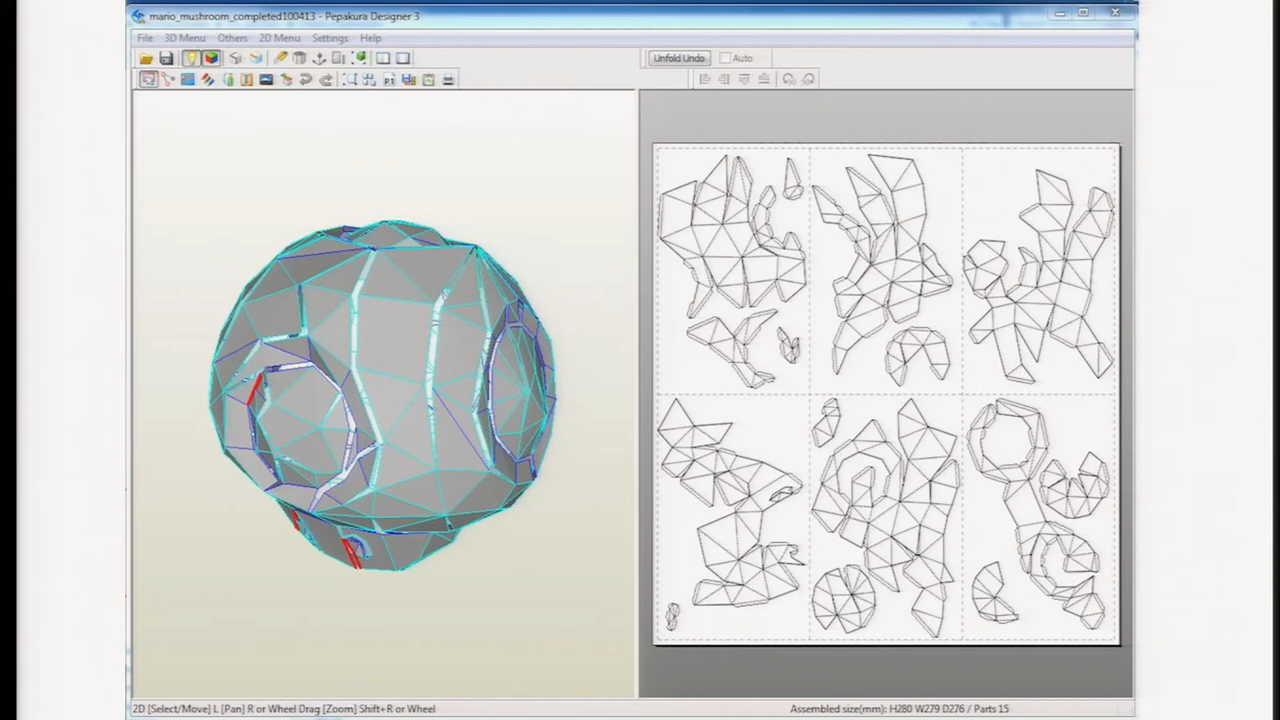 mario_mushroom_completed100413 - Pepakura Designer 3
File 3D Menu Others 2D Menu Settings Help
Unfold Undo Auto
2D [Select/Move] L [Pan] R or Wheel Drag [Zoom] Shift+R or Wheel
Assembled size(mm): H280 W279 D276 / Parts 15